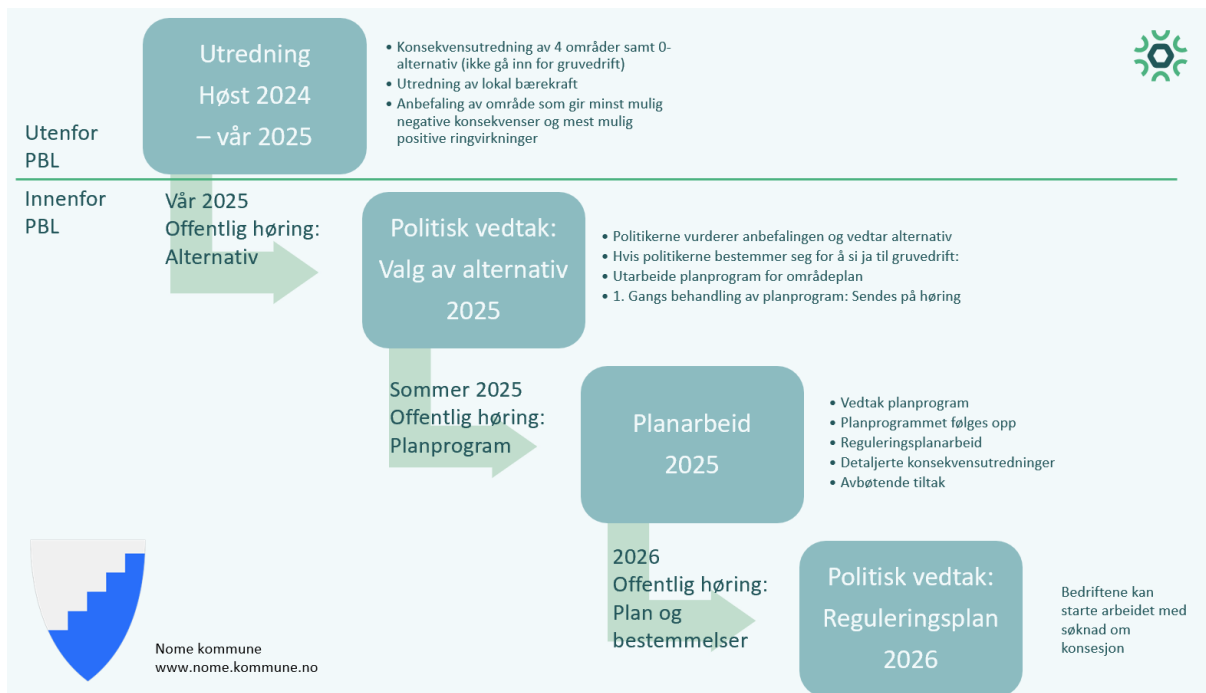 Utredning
Høst 2024
– vår 2025
• Konsekvensutredning av 4 områder samt 0-
alternativ (ikke gå inn for gruvedrift)
• Utredning av lokal bærekraft
• Anbefaling av område som gir minst mulig
negative konsekvenser og mest mulig
positive ringvirkninger
Utenfor
PBL
Innenfor
PBL
Vår 2025
Offentlig høring:
Alternativ
Politisk vedtak:
Valg av alternativ
2025
• Politikerne vurderer anbefalingen og vedtar alternativ
• Hvis politikerne bestemmer seg for å si ja til gruvedrift:
• Utarbeide planprogram for områdeplan
• 1. Gangs behandling av planprogram: Sendes på høring
Sommer 2025
Offentlig høring:
Planprogram
Planarbeid
2025
• Vedtak planprogram
• Planprogrammet følges opp
• Reguleringsplanarbeid
• Detaljerte konsekvensutredninger
• Avbøtende tiltak
2026
Offentlig høring:
Plan og
bestemmelser
Politisk vedtak:
Reguleringsplan
2026
Bedriftene kan
starte arbeidet med
søknad om
konsesjon
Nome kommune
www.nome.kommune.no